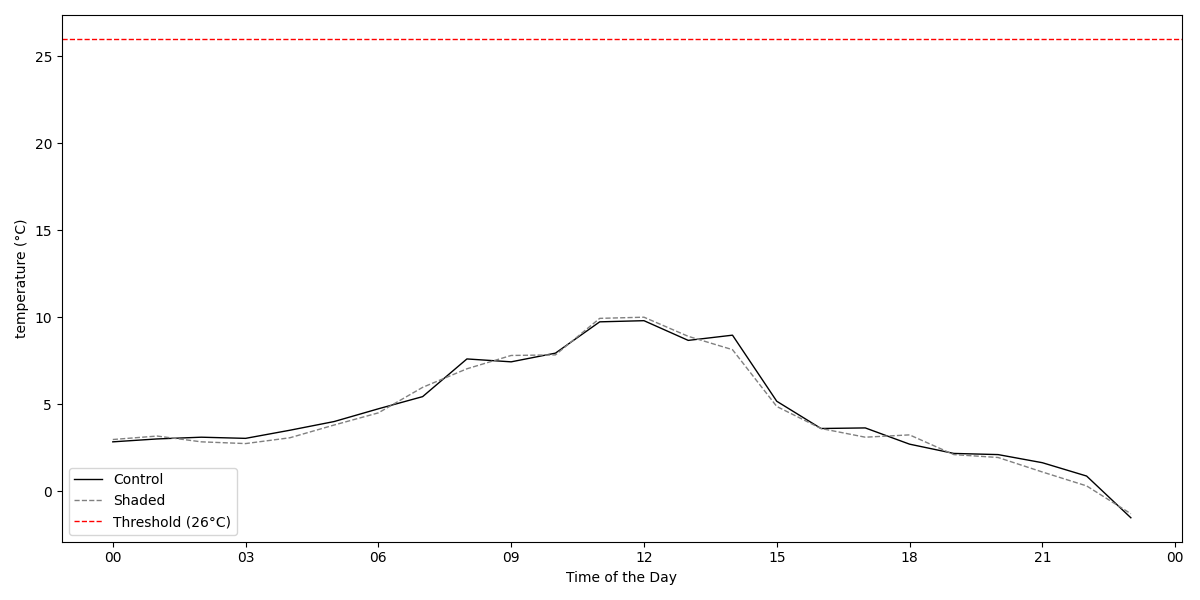 25
20
15
10
5
0
temperature (°C)
Control
Shaded
Threshold (26°C)
00 03 06 09 12 15 18 21 00
Time of the Day